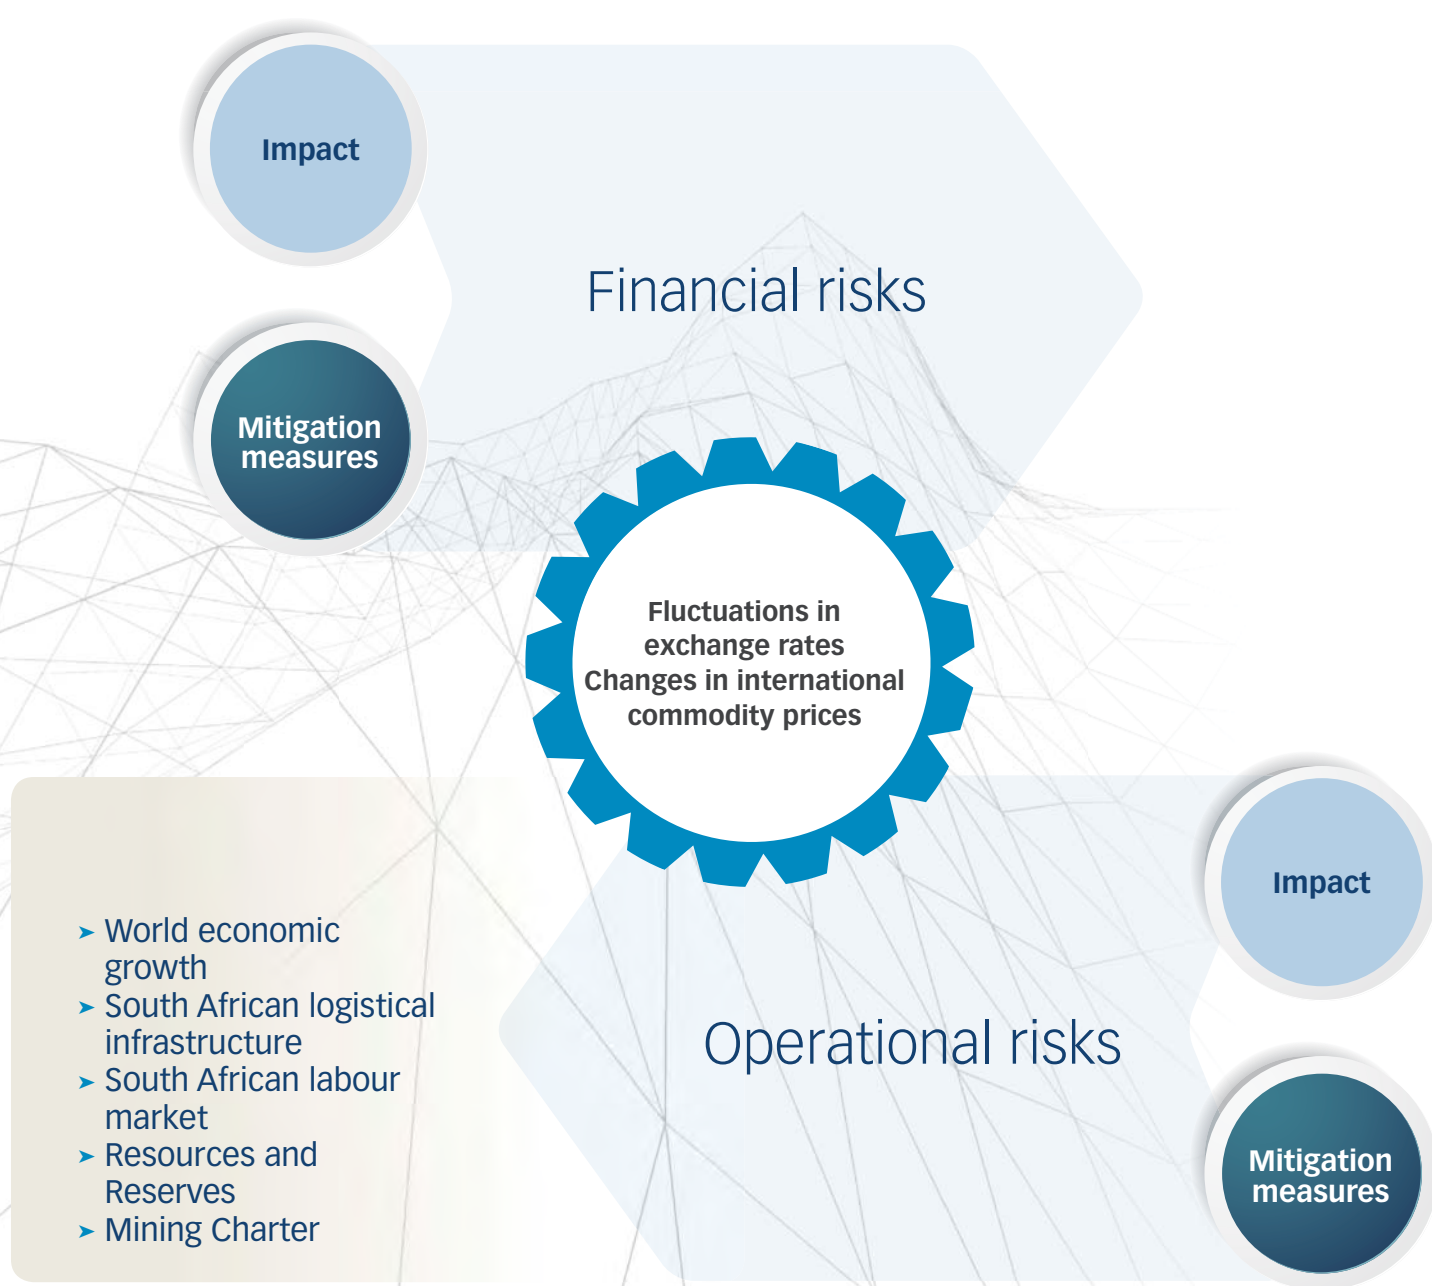 Impact
Financial risks
Mitigation
measures
Fluctuations in
exchange rates
Changes in international
commodity prices
Impact
➤ World economic
growth
➤ South African logistical
infrastructure
➤ South African labour
market
➤ Resources and
Reserves
➤ Mining Charter
Operational risks
Mitigation
measures